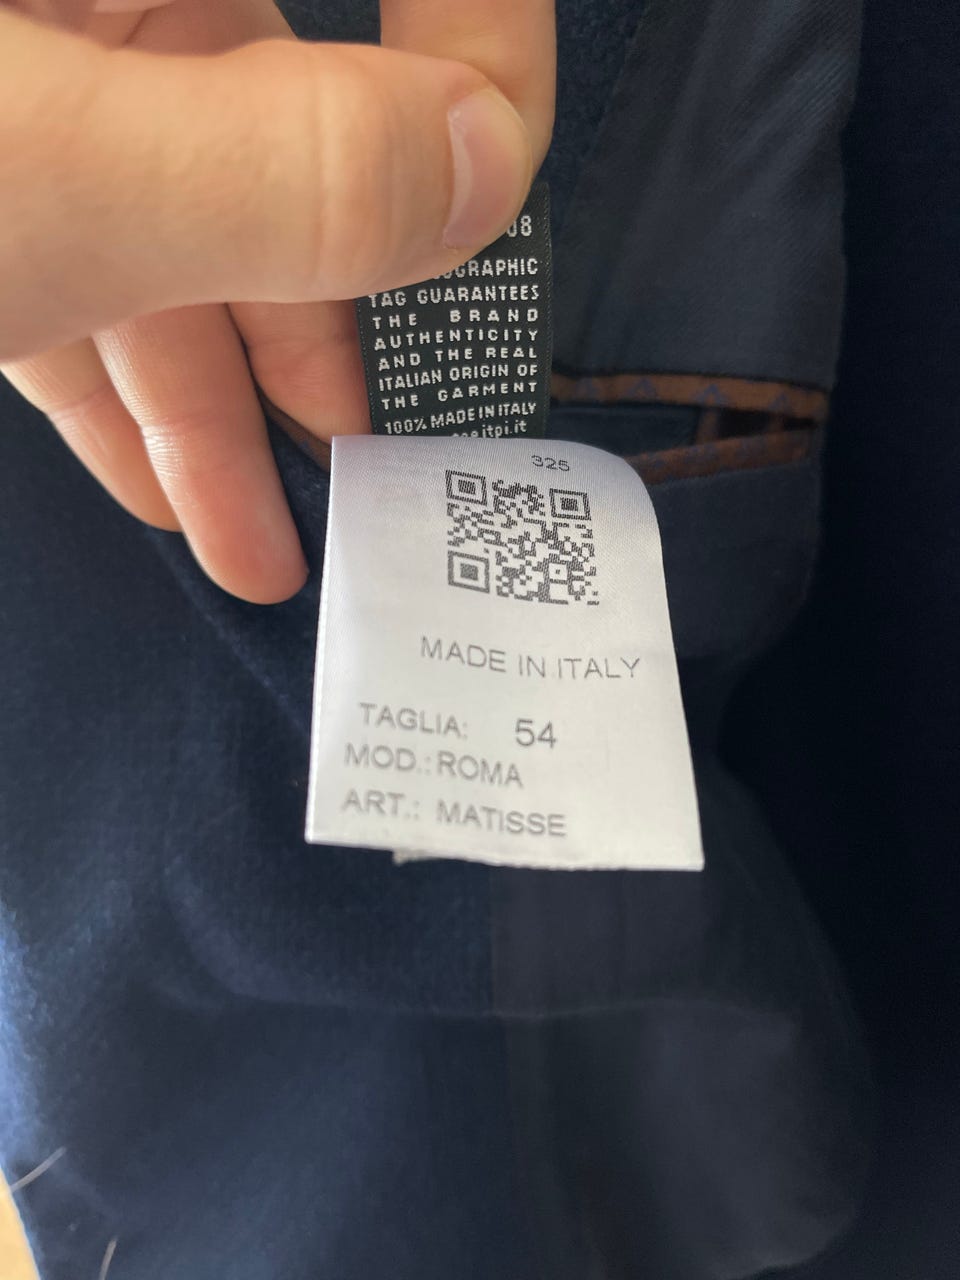 08
TAG GUARANTEES
THE BRAND
AUTHENTICITY
AND THE REAL
ITALIAN ORIGIN OF
THE GARMENT
100% MADE IN ITALY
325
MADE IN ITALY
TAGLIA: 54
MOD.: ROMA
ART.: MATISSE